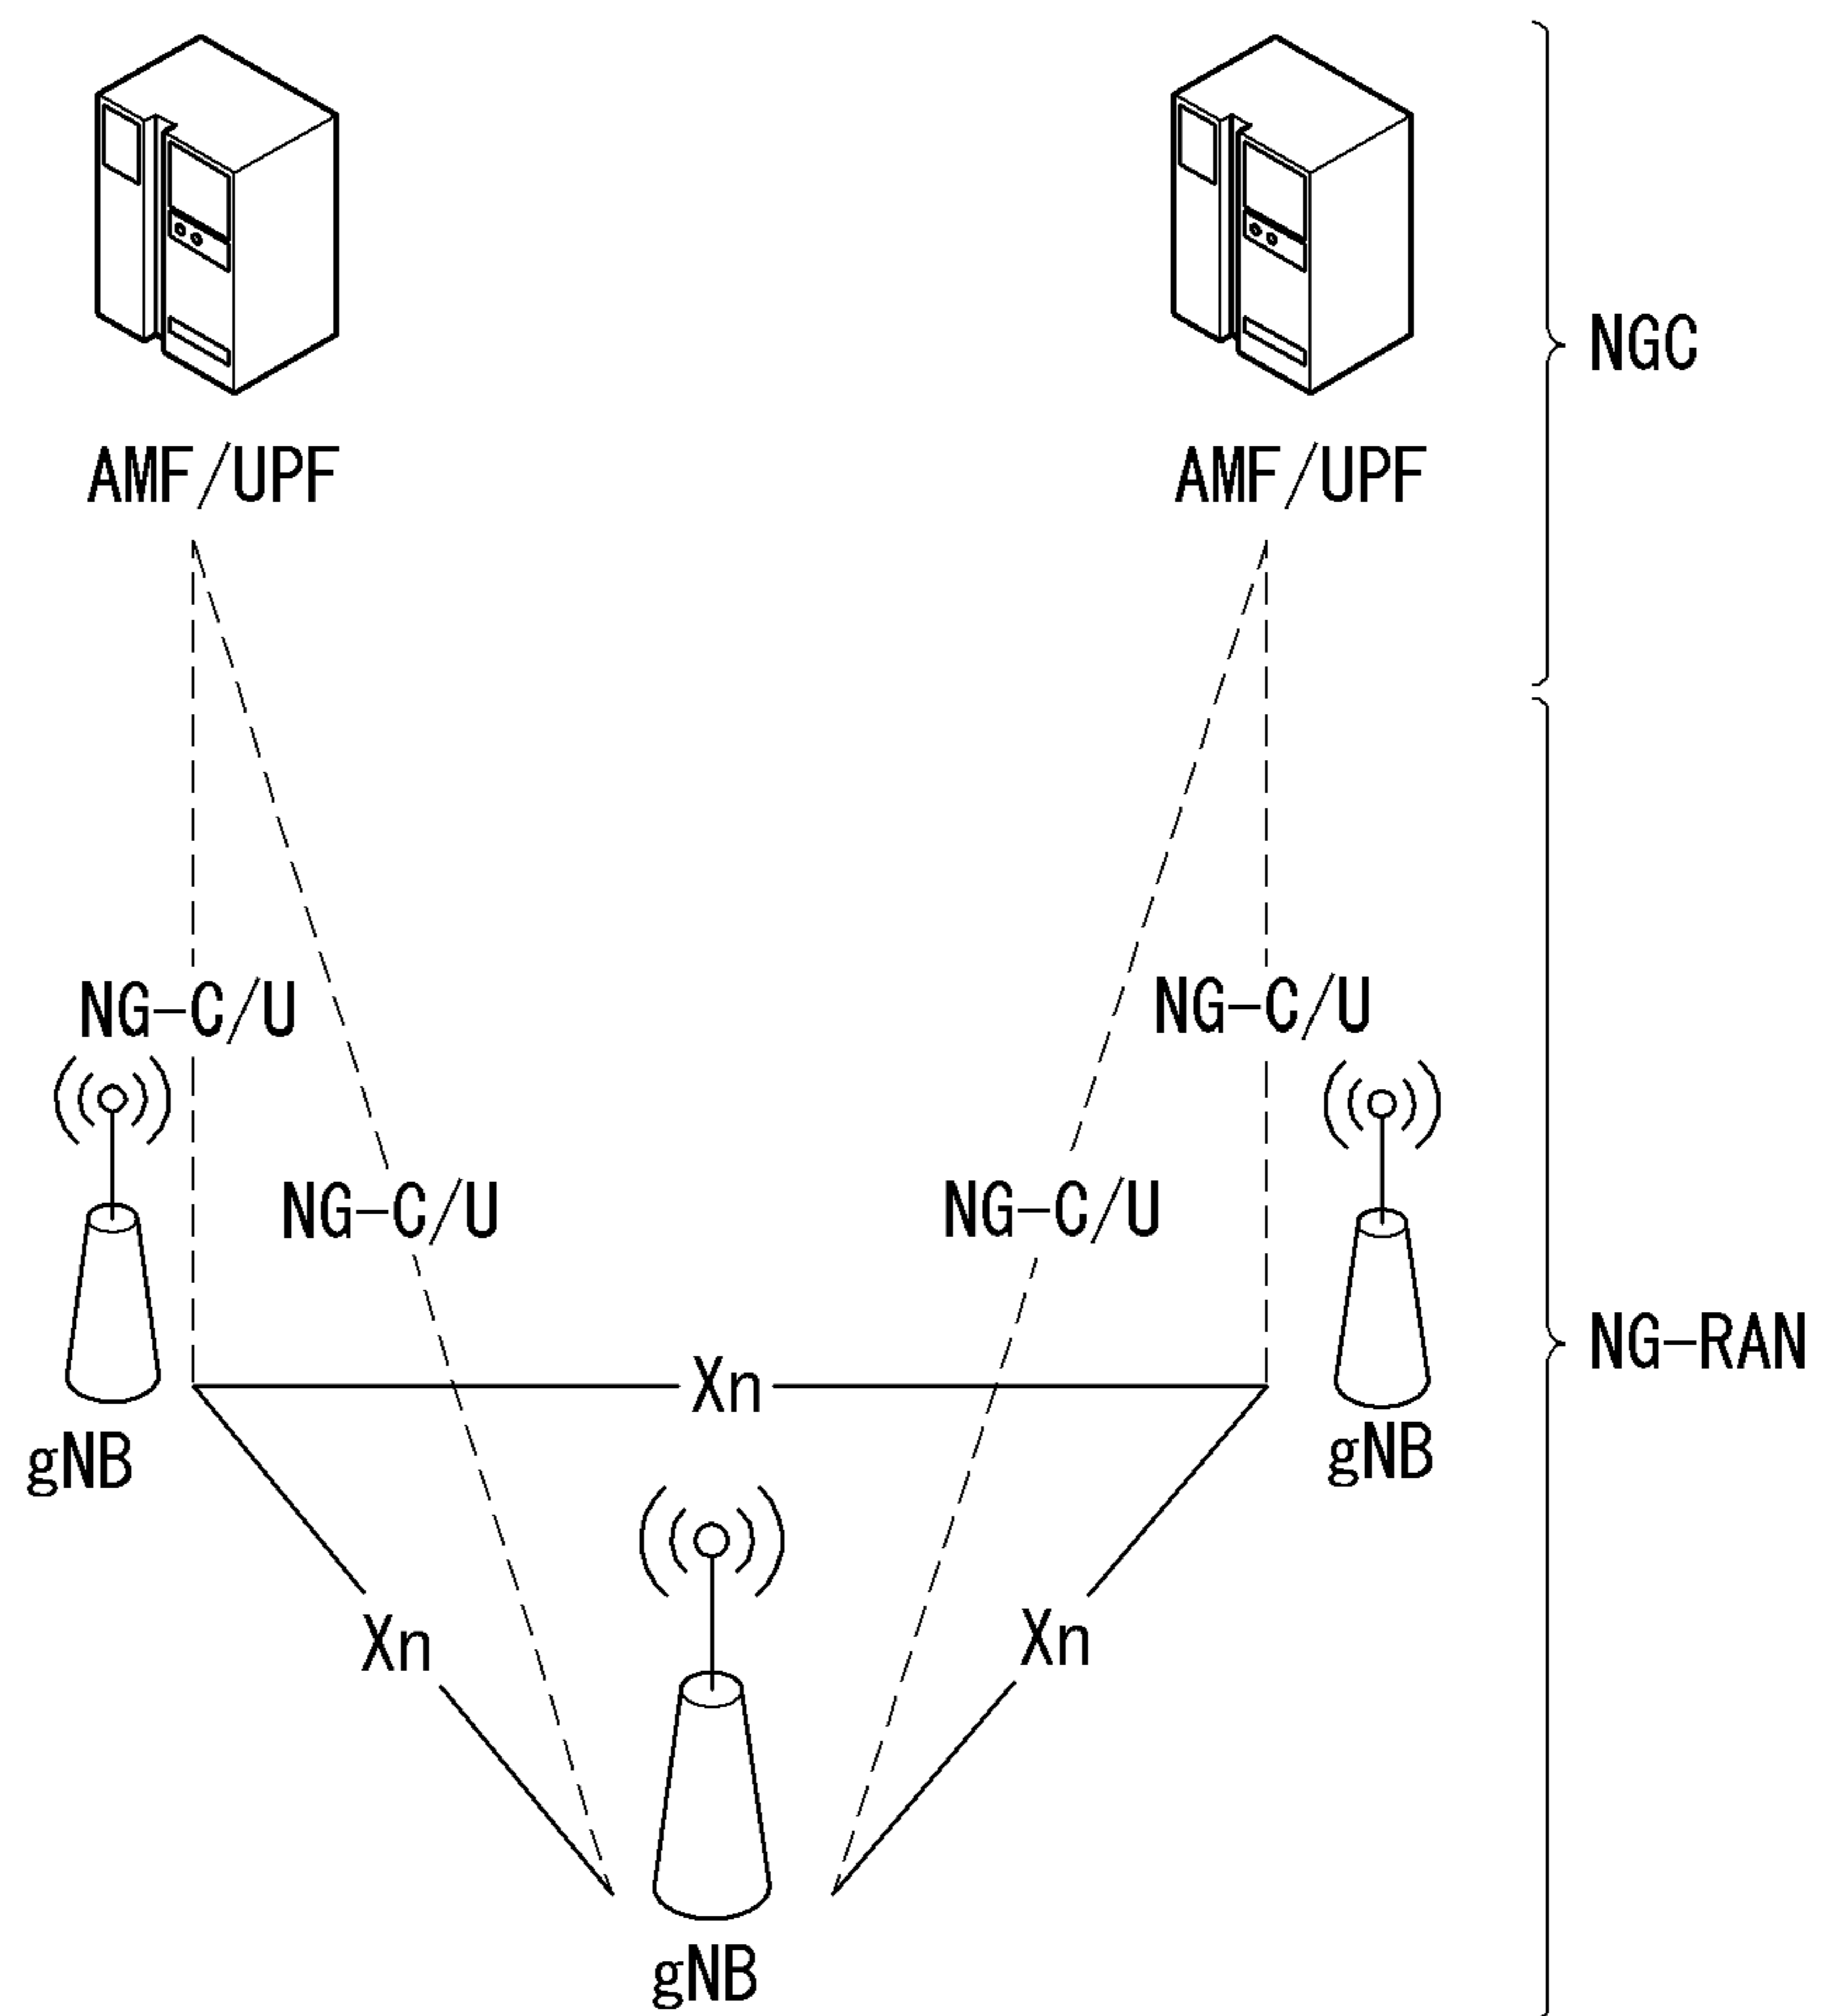 NGC
AMF/UPF
AMF/UPF
NG-C/U
NG-C/U
NG-C/U
NG-C/U
NG-RAN
Xn
gNB
gNB
Xn
Xn
gNB